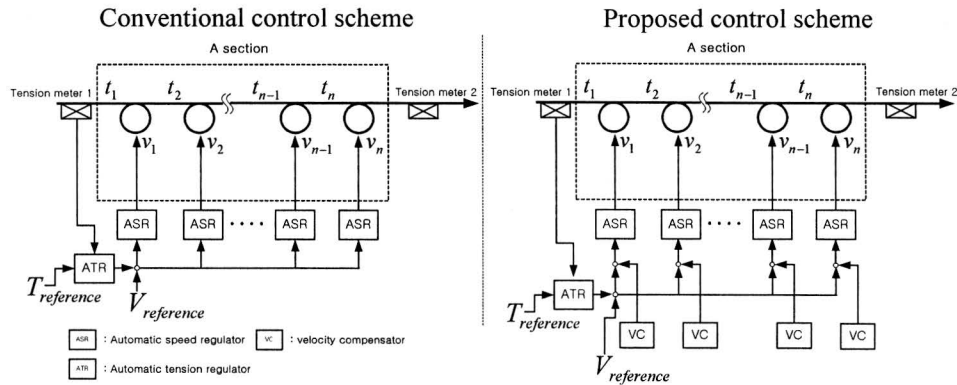 Conventional control scheme
A section
Tension meter 1
t1
t2
tn−1
tn
Tension meter 2
v1
v2
vn−1
vn
ASR
ASR
....
ASR
ASR
ATR
Treference
Vreference
ASR : Automatic speed regulator
VC : velocity compensator
ATR : Automatic tension regulator
Proposed control scheme
A section
Tension meter 1
t1
t2
tn−1
tn
Tension meter 2
v1
v2
vn−1
vn
ASR
ASR
....
ASR
ASR
ATR
Treference
VC
VC
VC
VC
Vreference